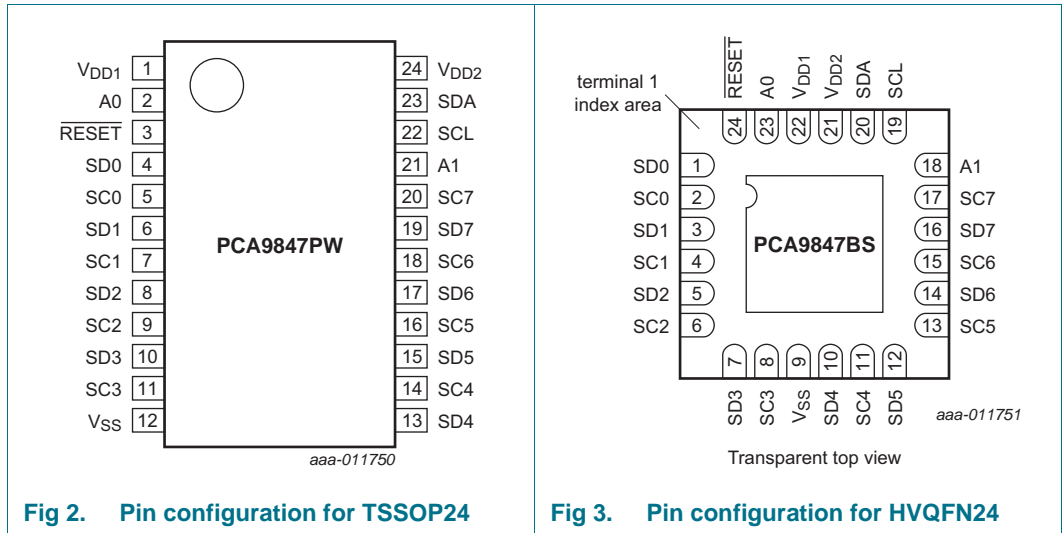 VDD1 1
A0 2
RESET 3
SD0 4
SC0 5
SD1 6
SC1 7
SD2 8
SC2 9
SD3 10
SC3 11
VSS 12
PCA9847PW
24 VDD2
23 SDA
22 SCL
21 A1
20 SC7
19 SD7
18 SC6
17 SD6
16 SC5
15 SD5
14 SC4
13 SD4
aaa-011750
Fig 2. Pin configuration for TSSOP24
terminal 1
index area
RESET A0 VDD1 VDD2 SDA SCL
24 23 22 21 20 19
SD0 1
SC0 2
SD1 3
SC1 4
SD2 5
SC2 6
PCA9847BS
18 A1
17 SC7
16 SD7
15 SC6
14 SD6
13 SC5
7 8 9 10 11 12
SD3 SC3 VSS SD4 SC4 SD5
aaa-011751
Transparent top view
Fig 3. Pin configuration for HVQFN24